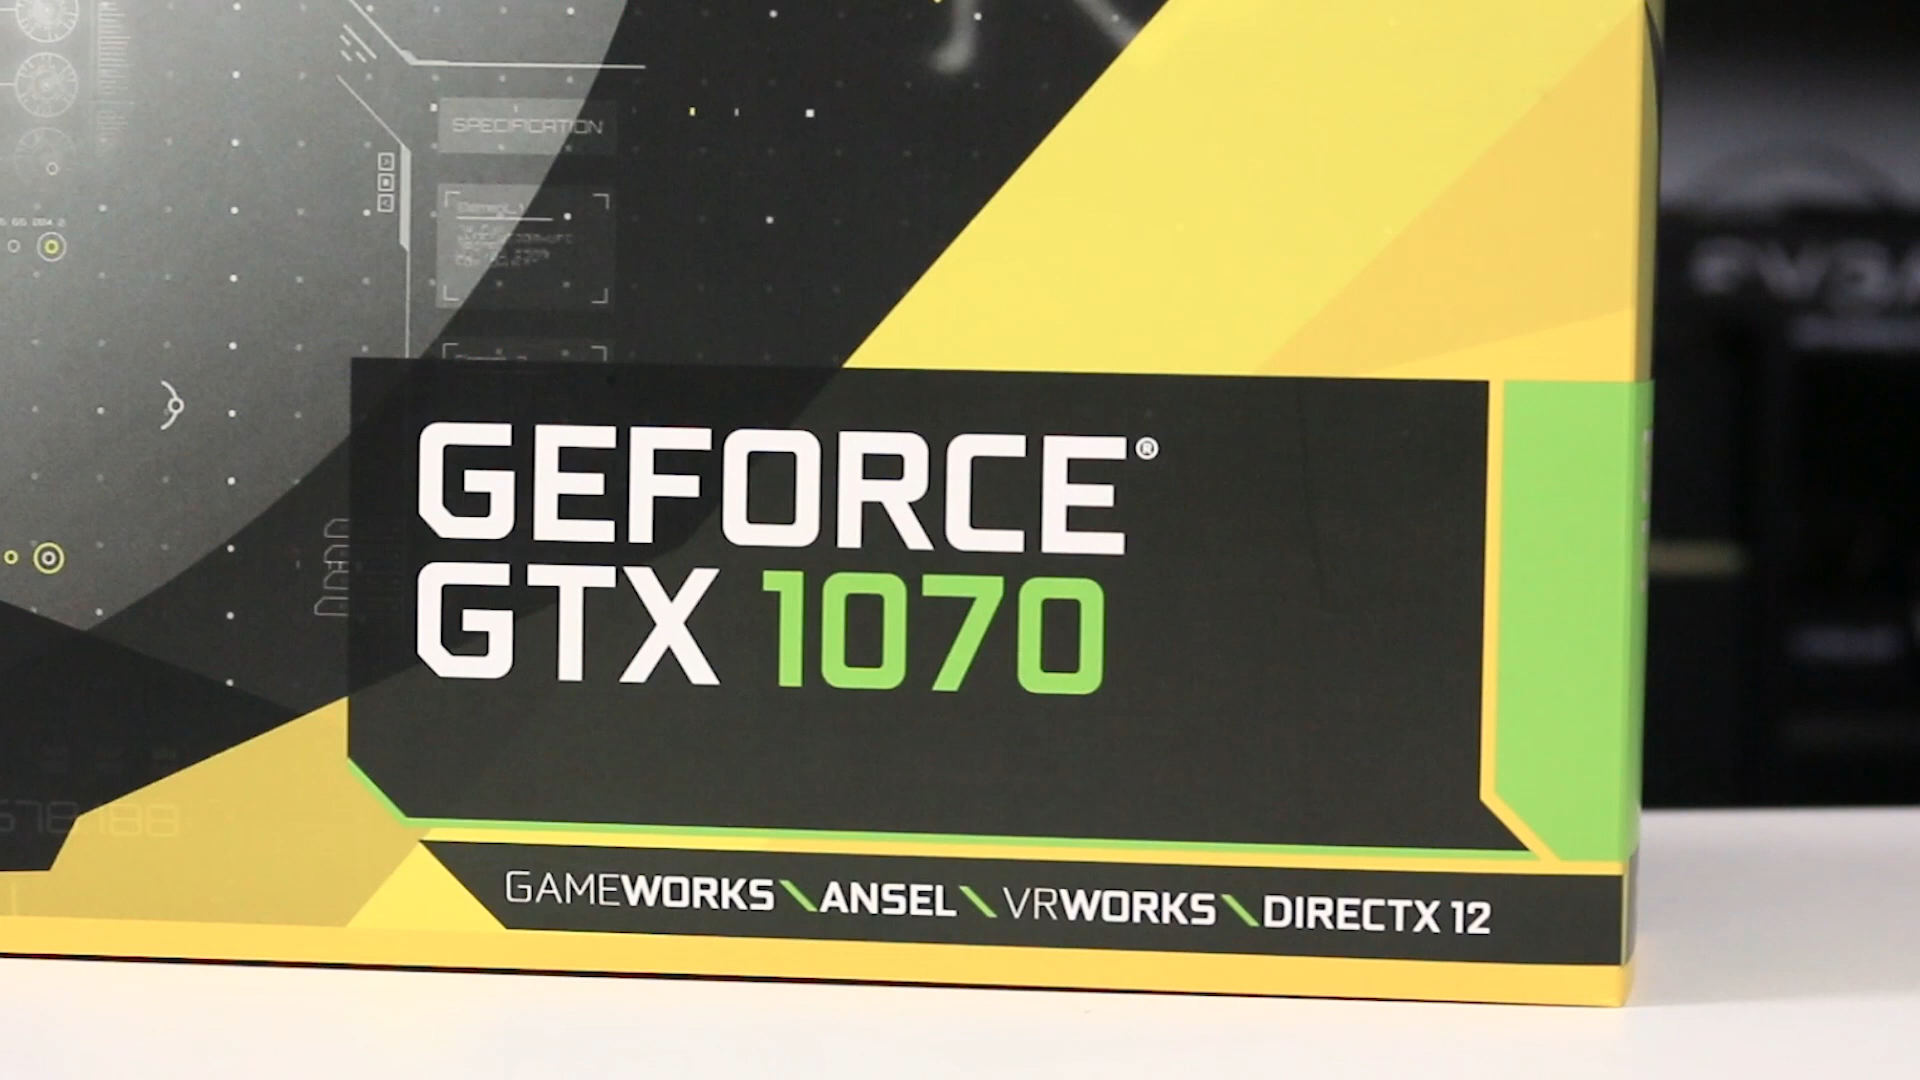 SPECIFICATION
GEFORCE®
GTX 1070
GAMEWORKS \ ANSEL \ VRWORKS \ DIRECTX 12